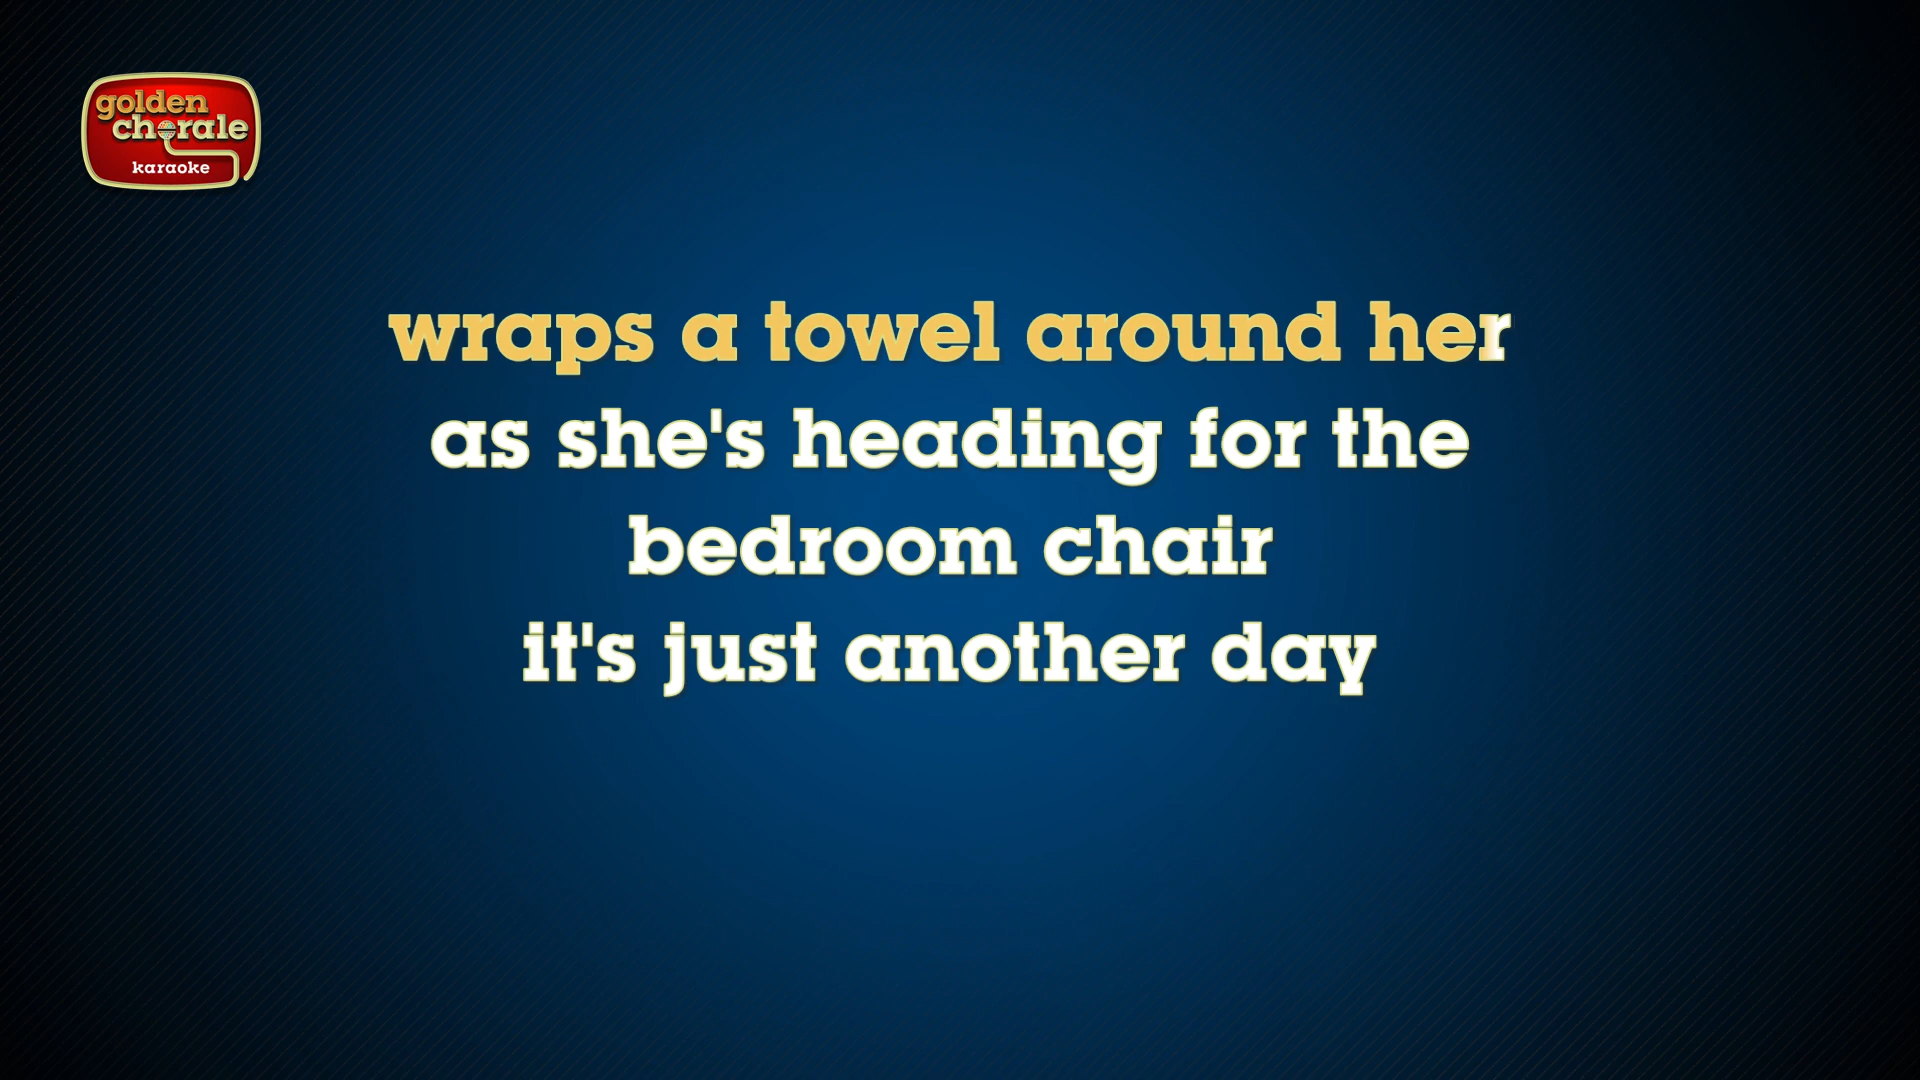 golden
chorale
karaoke
wraps a towel around her
as she's heading for the
bedroom chair
it's just another day